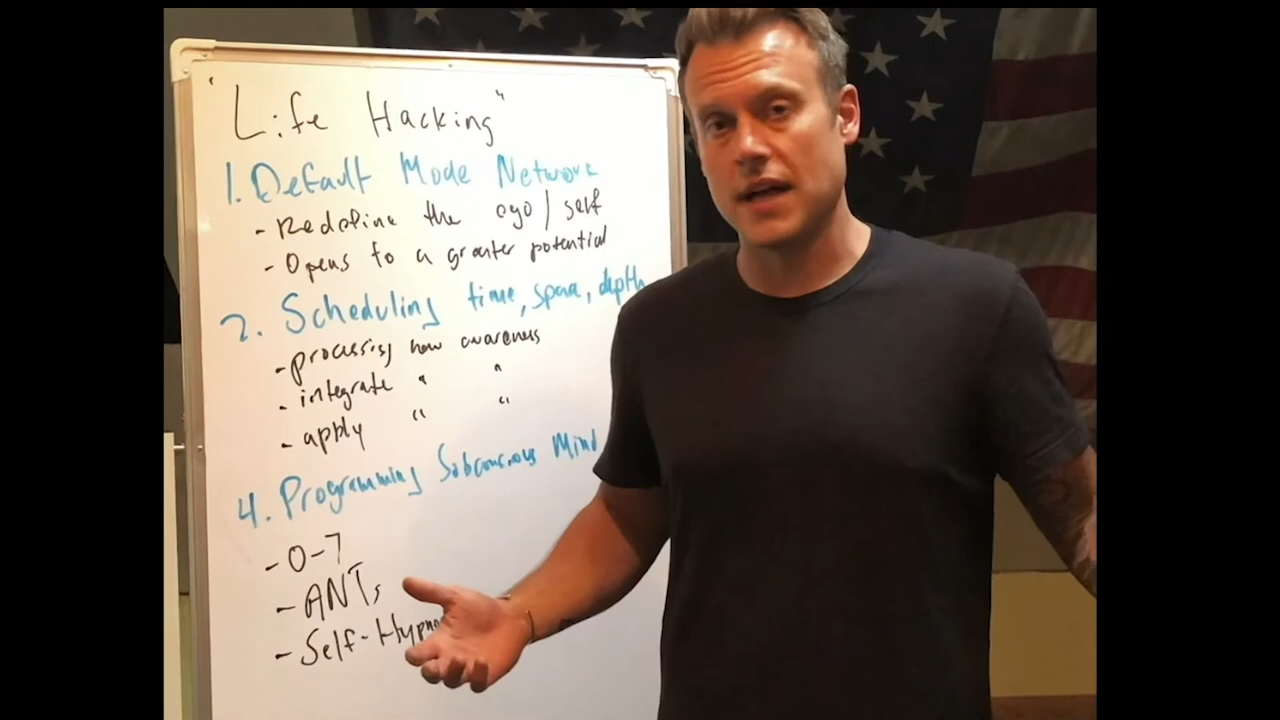 "Life Hacking"
1. Default Mode Network
- Redefine the ego / self
- Opens to a greater potential
2. Scheduling time, space, depth
- processing new awareness
- integrate " "
- apply " "
4. Programming Subconscious Mind
- 0-7
- ANTs
- Self-Hypno